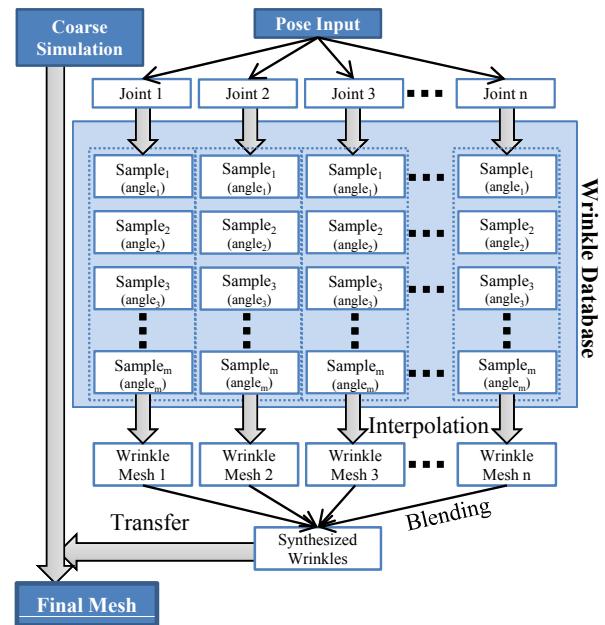 Coarse
Simulation
Pose Input
Joint 1
Joint 2
Joint 3
Joint n
Sample₁
(angle₁)
Sample₁
(angle₁)
Sample₁
(angle₁)
Sample₁
(angle₁)
Sample₂
(angle₂)
Sample₂
(angle₂)
Sample₂
(angle₂)
Sample₂
(angle₂)
Sample₃
(angle₃)
Sample₃
(angle₃)
Sample₃
(angle₃)
Sample₃
(angle₃)
Sampleₘ
(angleₘ)
Sampleₘ
(angleₘ)
Sampleₘ
(angleₘ)
Sampleₘ
(angleₘ)
Wrinkle Database
Interpolation
Wrinkle
Mesh 1
Wrinkle
Mesh 2
Wrinkle
Mesh 3
Wrinkle
Mesh n
Transfer
Blending
Synthesized
Wrinkles
Final Mesh